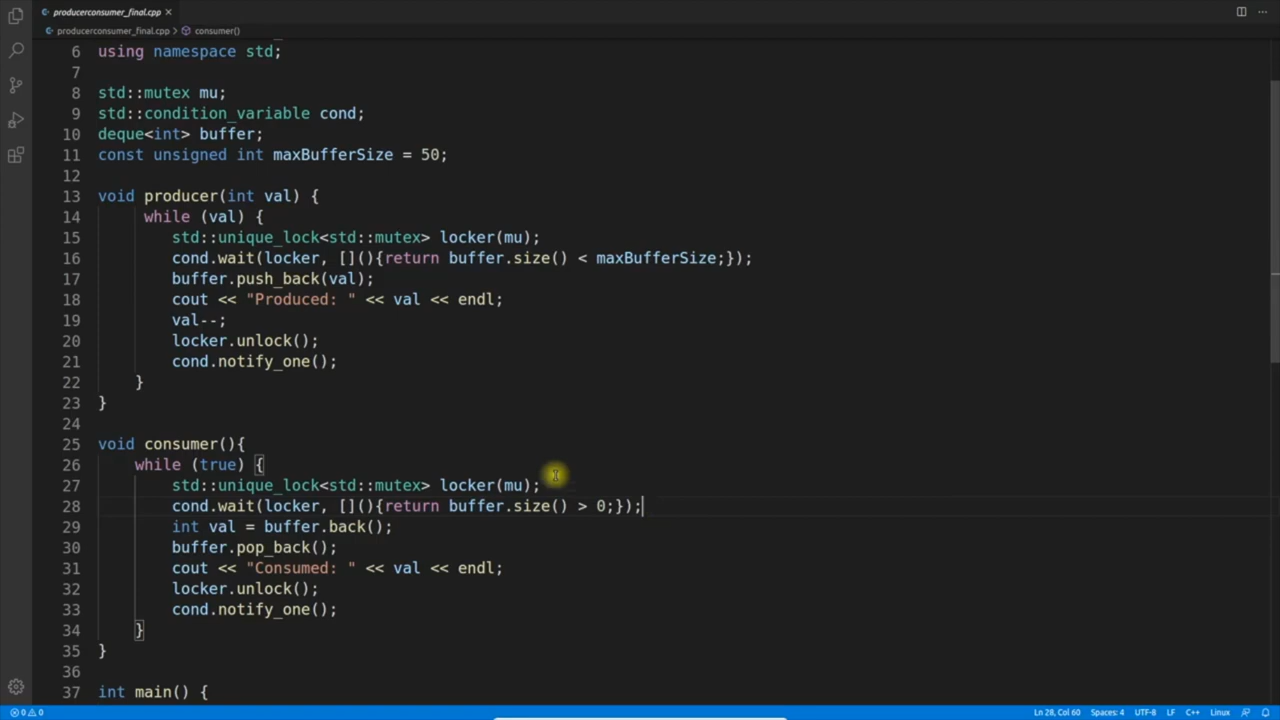 producerconsumer_final.cpp ×
producerconsumer_final.cpp > consumer()
6 using namespace std;
7
8 std::mutex mu;
9 std::condition_variable cond;
10 deque<int> buffer;
11 const unsigned int maxBufferSize = 50;
12
13 void producer(int val) {
14 while (val) {
15 std::unique_lock<std::mutex> locker(mu);
16 cond.wait(locker, [](){return buffer.size() < maxBufferSize;});
17 buffer.push_back(val);
18 cout << "Produced: " << val << endl;
19 val--;
20 locker.unlock();
21 cond.notify_one();
22 }
23 }
24
25 void consumer(){
26 while (true) {
27 std::unique_lock<std::mutex> locker(mu);
28 cond.wait(locker, [](){return buffer.size() > 0;});
29 int val = buffer.back();
30 buffer.pop_back();
31 cout << "Consumed: " << val << endl;
32 locker.unlock();
33 cond.notify_one();
34 }
35 }
36
37 int main() {
0 0 Ln 28, Col 60 Spaces: 4 UTF-8 LF C++ Linux